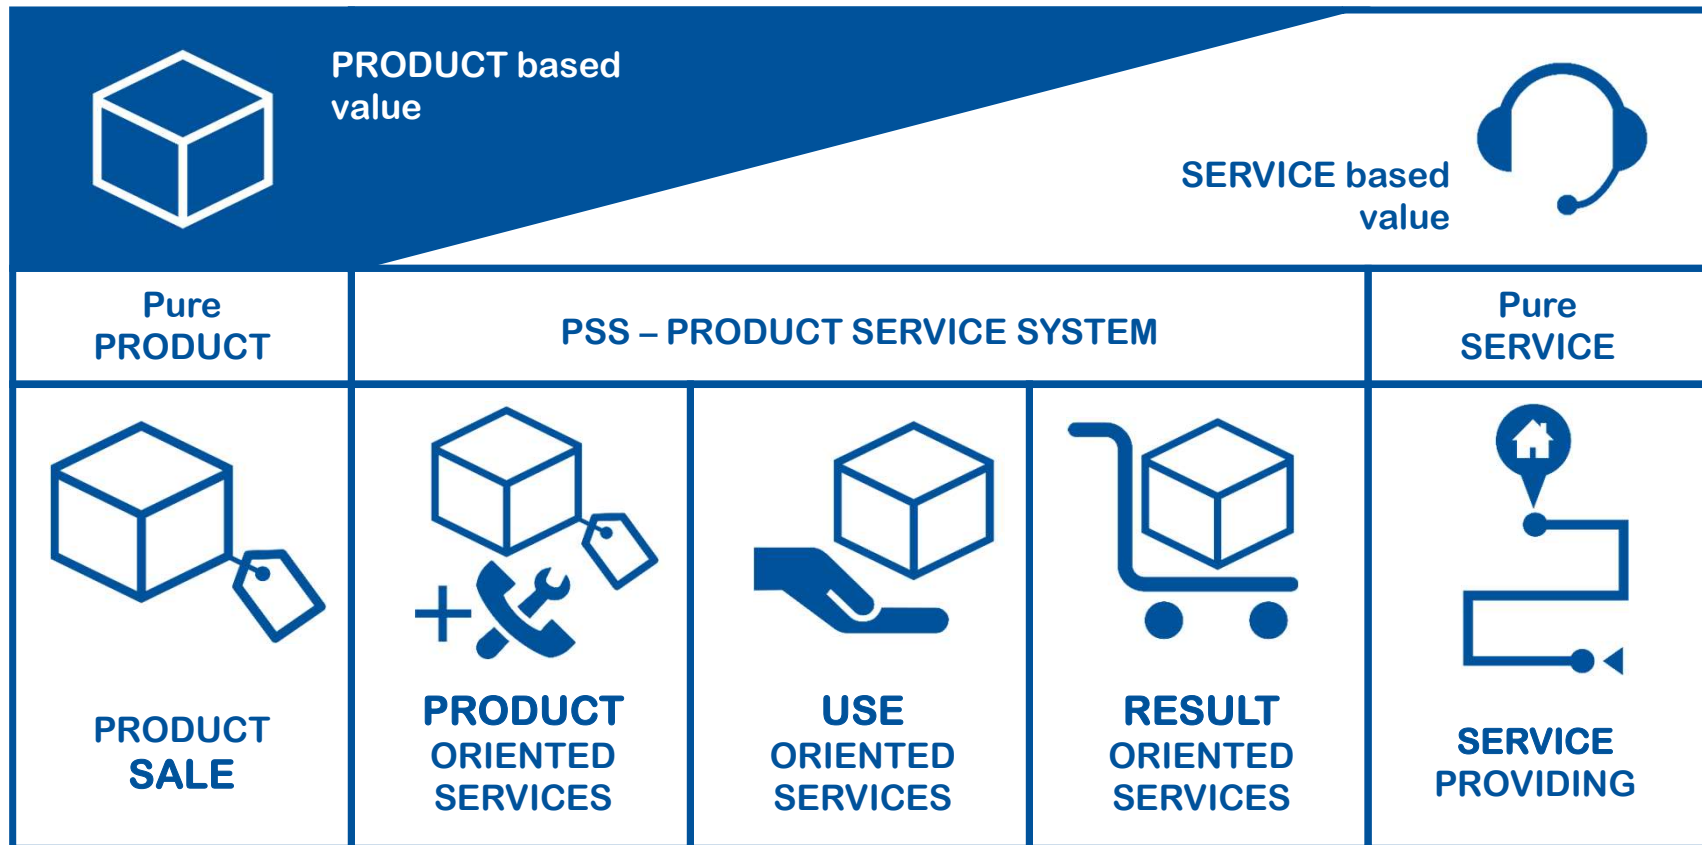 PRODUCT based
value
SERVICE based
value
Pure
PRODUCT
PSS – PRODUCT SERVICE SYSTEM
Pure
SERVICE
PRODUCT
SALE
PRODUCT
ORIENTED
SERVICES
USE
ORIENTED
SERVICES
RESULT
ORIENTED
SERVICES
SERVICE
PROVIDING